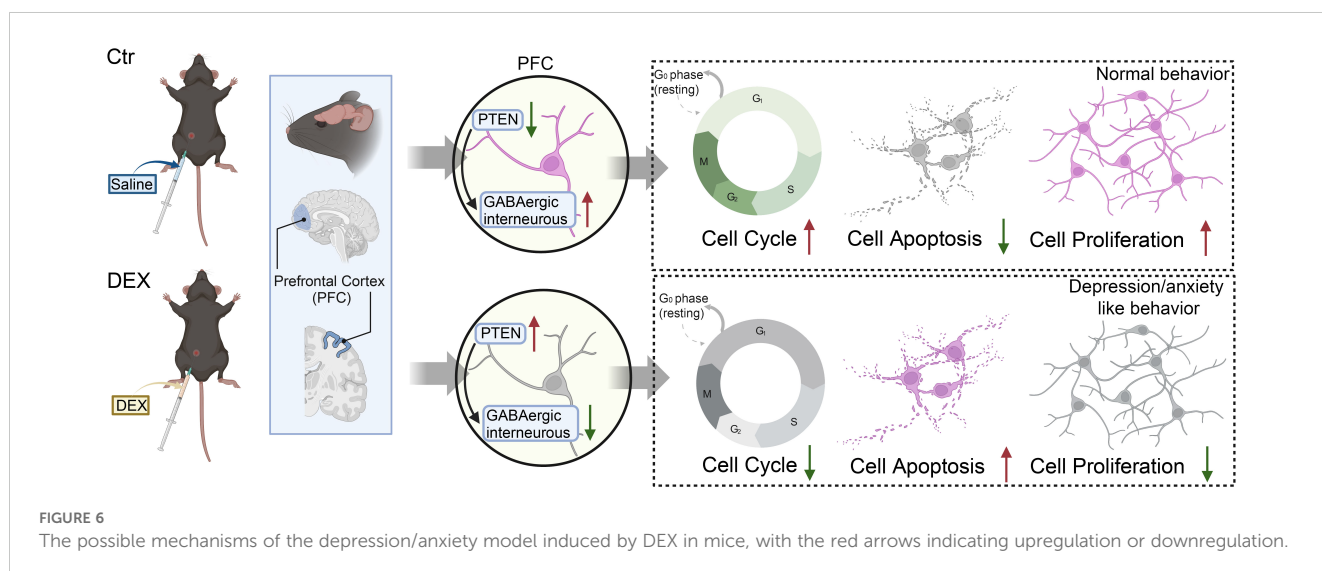 Ctr
Saline
DEX
DEX
Prefrontal Cortex
(PFC)
PFC
PTEN
GABAergic
interneurous
PTEN
GABAergic
interneurous
Normal behavior
G₀ phase
(resting)
G₁
S
G₂
M
Cell Cycle
Cell Apoptosis
Cell Proliferation
Depression/anxiety
like behavior
G₀ phase
(resting)
G₁
S
G₂
M
Cell Cycle
Cell Apoptosis
Cell Proliferation
FIGURE 6
The possible mechanisms of the depression/anxiety model induced by DEX in mice, with the red arrows indicating upregulation or downregulation.